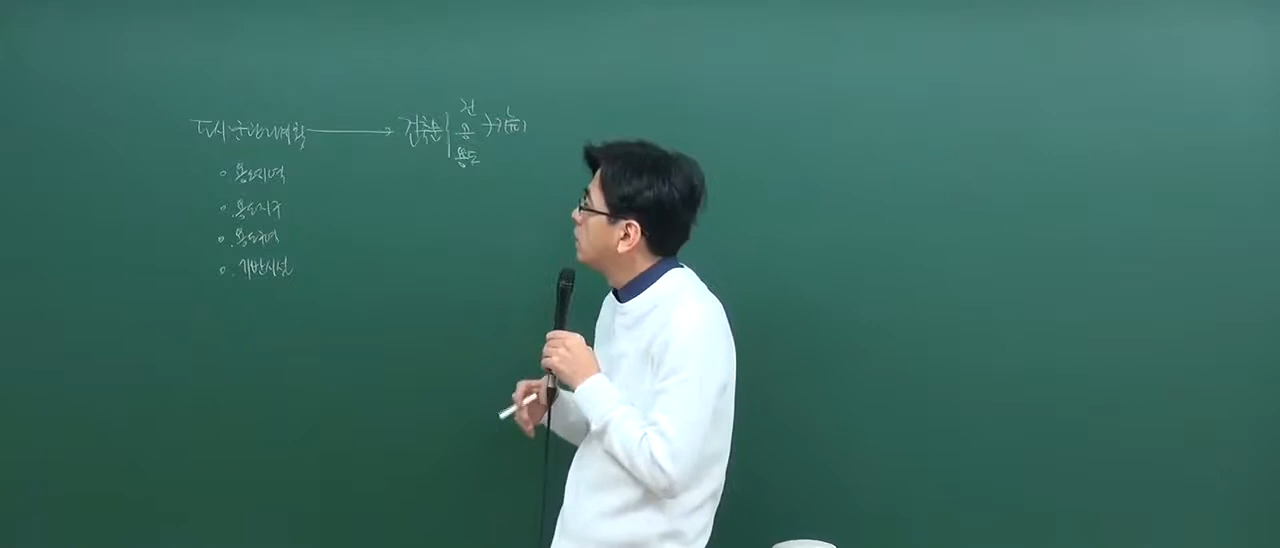 도시·군관리계획 → 건축물
건
용
용도
o 용도지역
o 용도지구
o 용도구역
o 기반시설